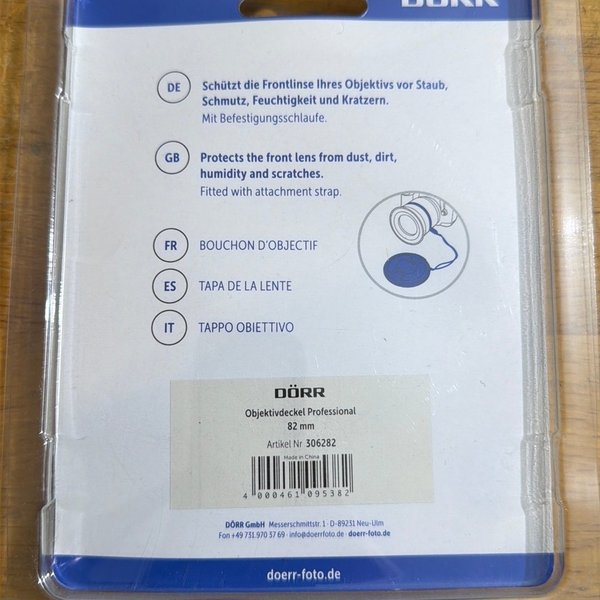 DÖRR
DE
Schützt die Frontlinse Ihres Objektivs vor Staub,
Schmutz, Feuchtigkeit und Kratzern.
Mit Befestigungsschlaufe.
GB
Protects the front lens from dust, dirt,
humidity and scratches.
Fitted with attachment strap.
FR BOUCHON D'OBJECTIF
ES TAPA DE LA LENTE
IT TAPPO OBIETTIVO
DÖRR
Objektivdeckel Professional
82 mm
Artikel Nr 306282
Made in China
4 000461 095382
DÖRR GmbH Messerschmittstr. 1 · D-89231 Neu-Ulm
Fon +49 731.970 37 69 · info@doerrfoto.de · doerr-foto.de
doerr-foto.de